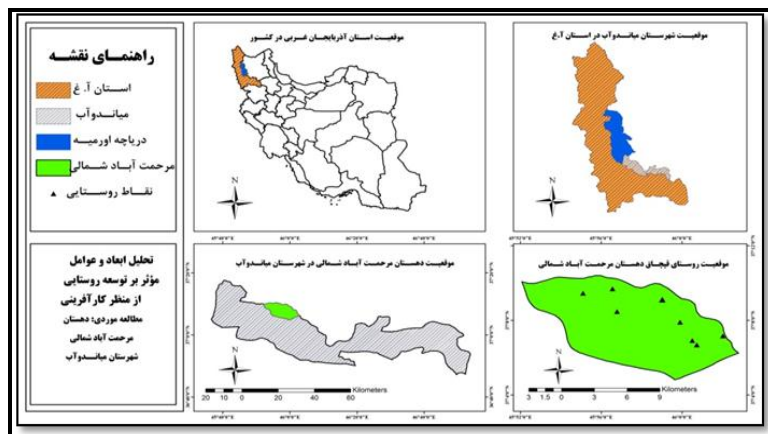 راهنمای نقشه
استان آ. غ
میاندوآب
دریاچه اورمیه
مرحمت آباد شمالی
نقاط روستایی
موقعیت استان آذربایجان غربی در کشور
N
موقعیت شهرستان میاندوآب در استان آ.غ
N
تحلیل ابعاد و عوامل
مؤثر بر توسعه روستایی
از منظر کارآفرینی
مطالعه موردی: دهستان
مرحمت آباد شمالی
شهرستان میاندوآب
موقعیت دهستان مرحمت آباد شمالی در شهرستان میاندوآب
N
Kilometers
20 10 0 20 40 60
موقعیت روستای قپچاق دهستان مرحمت آباد شمالی
N
Kilometers
3 1.5 0 3 6 9